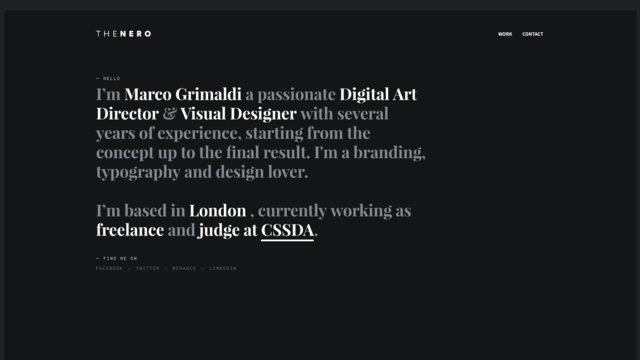 THENERO
WORK CONTACT
— HELLO
I'm Marco Grimaldi a passionate Digital Art
Director & Visual Designer with several
years of experience, starting from the
concept up to the final result. I'm a branding,
typography and design lover.
I'm based in London , currently working as
freelance and judge at CSSDA.
— FIND ME ON
FACEBOOK — TWITTER — BEHANCE — LINKEDIN